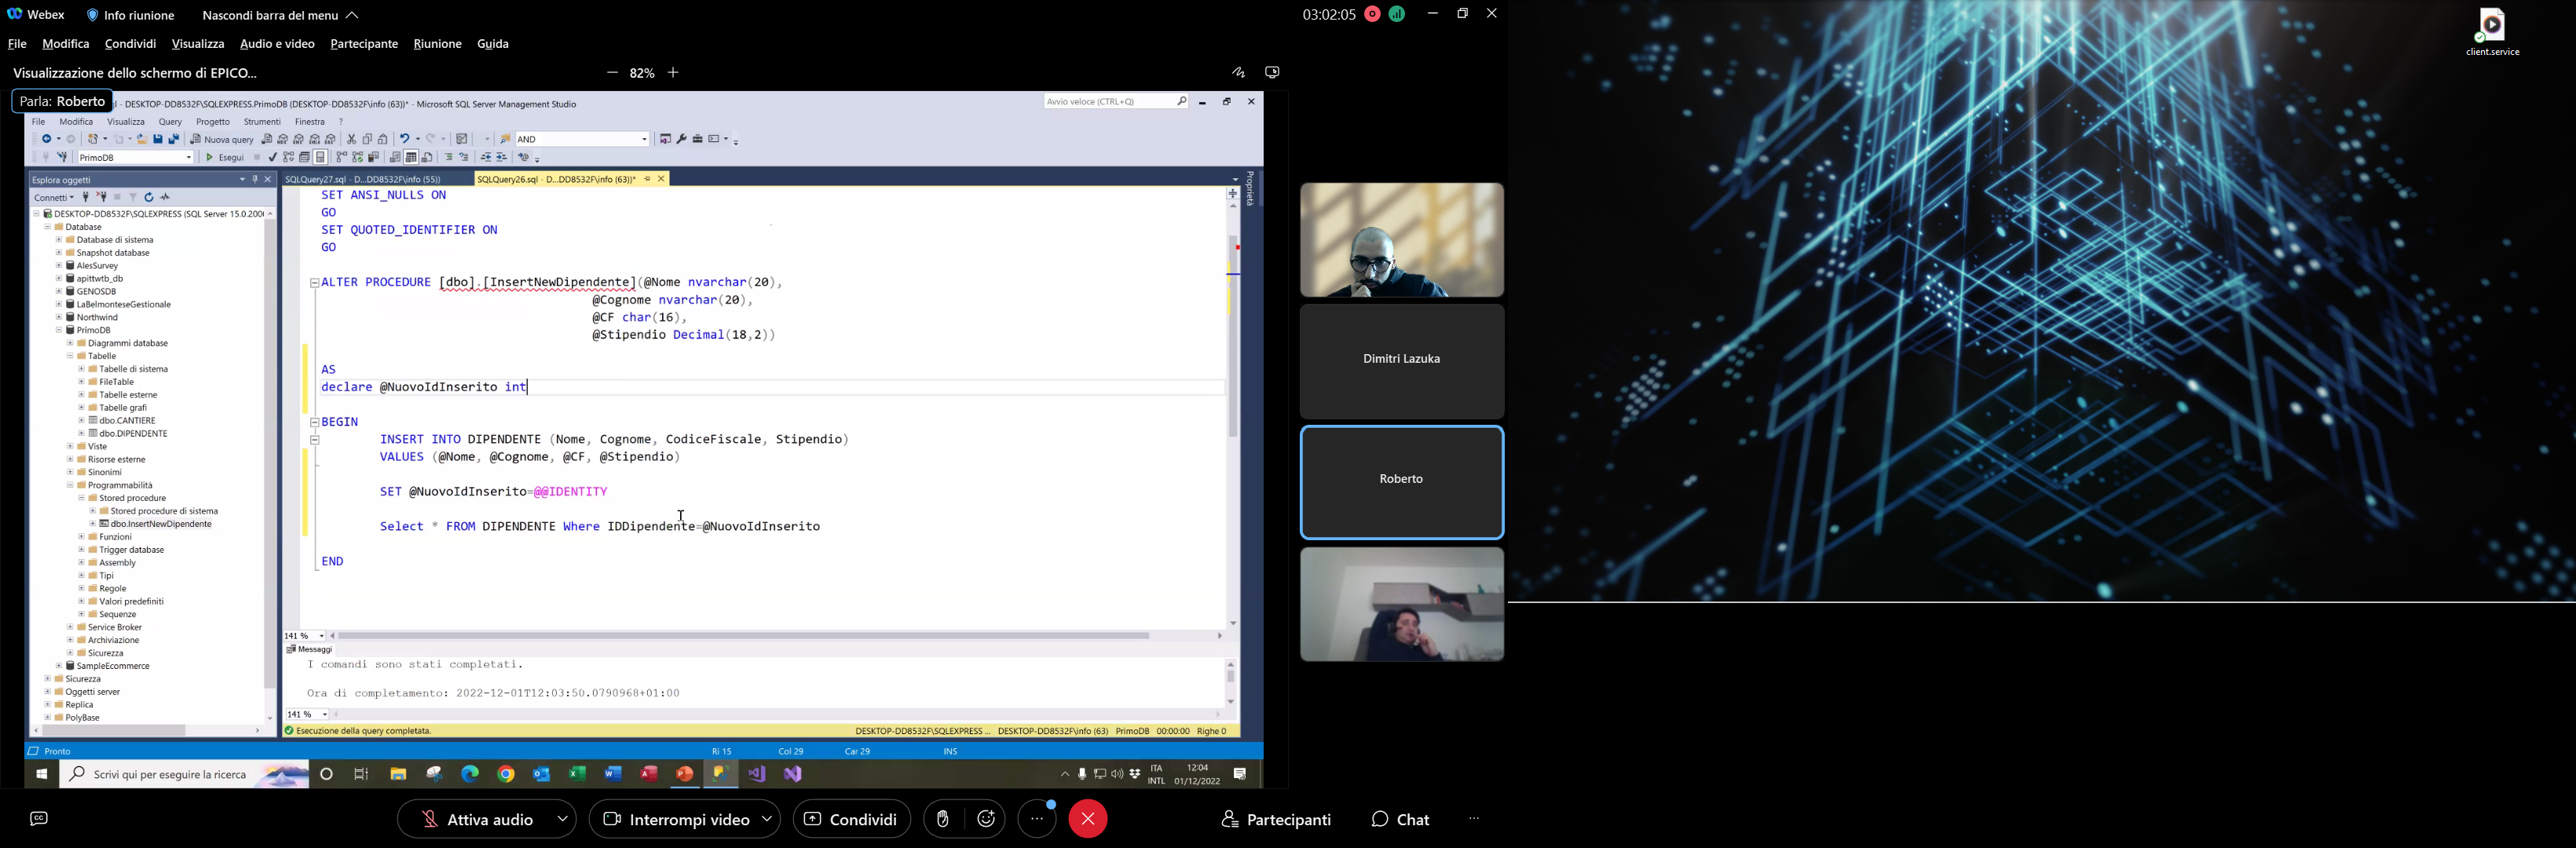 Webex
Info riunione
Nascondi barra del menu
03:02:05
File
Modifica
Condividi
Visualizza
Audio e video
Partecipante
Riunione
Guida
Visualizzazione dello schermo di EPICO...
82%
Parla: Roberto
- DESKTOP-DD8532F\SQLEXPRESS.PrimoDB (DESKTOP-DD8532F\info (63))* - Microsoft SQL Server Management Studio
Avvio veloce (CTRL+Q)
File Modifica Visualizza Query Progetto Strumenti Finestra ?
Nuova query
AND
PrimoDB
Esegui
Esplora oggetti
Connetti
DESKTOP-DD8532F\SQLEXPRESS (SQL Server 15.0.200
Database
Database di sistema
Snapshot database
AlesSurvey
apittwtb_db
GENOSDB
LaBelmonteseGestionale
Northwind
PrimoDB
Diagrammi database
Tabelle
Tabelle di sistema
FileTable
Tabelle esterne
Tabelle grafi
dbo.CANTIERE
dbo.DIPENDENTE
Viste
Risorse esterne
Sinonimi
Programmabilità
Stored procedure
Stored procedure di sistema
dbo.InsertNewDipendente
Funzioni
Trigger database
Assembly
Tipi
Regole
Valori predefiniti
Sequenze
Service Broker
Archiviazione
Sicurezza
SampleEcommerce
Sicurezza
Oggetti server
Replica
PolyBase
SQLQuery27.sql - D...DD8532F\info (55))
SQLQuery26.sql - D...DD8532F\info (63))*
Proprietà
SET ANSI_NULLS ON
GO
SET QUOTED_IDENTIFIER ON
GO
ALTER PROCEDURE [dbo].[InsertNewDipendente](@Nome nvarchar(20),
@Cognome nvarchar(20),
@CF char(16),
@Stipendio Decimal(18,2))
AS
declare @NuovoIdInserito int
BEGIN
INSERT INTO DIPENDENTE (Nome, Cognome, CodiceFiscale, Stipendio)
VALUES (@Nome, @Cognome, @CF, @Stipendio)
SET @NuovoIdInserito=@@IDENTITY
Select * FROM DIPENDENTE Where IDDipendente=@NuovoIdInserito
END
141 %
Messaggi
I comandi sono stati completati.
Ora di completamento: 2022-12-01T12:03:50.0790968+01:00
141 %
Esecuzione della query completata.
DESKTOP-DD8532F\SQLEXPRESS ... DESKTOP-DD8532F\info (63) PrimoDB 00:00:00 Righe 0
Pronto
Ri 15
Col 29
Car 29
INS
Scrivi qui per eseguire la ricerca
ITA
INTL
12:04
01/12/2022
Dimitri Lazuka
Roberto
client.service
Attiva audio
Interrompi video
Condividi
Partecipanti
Chat